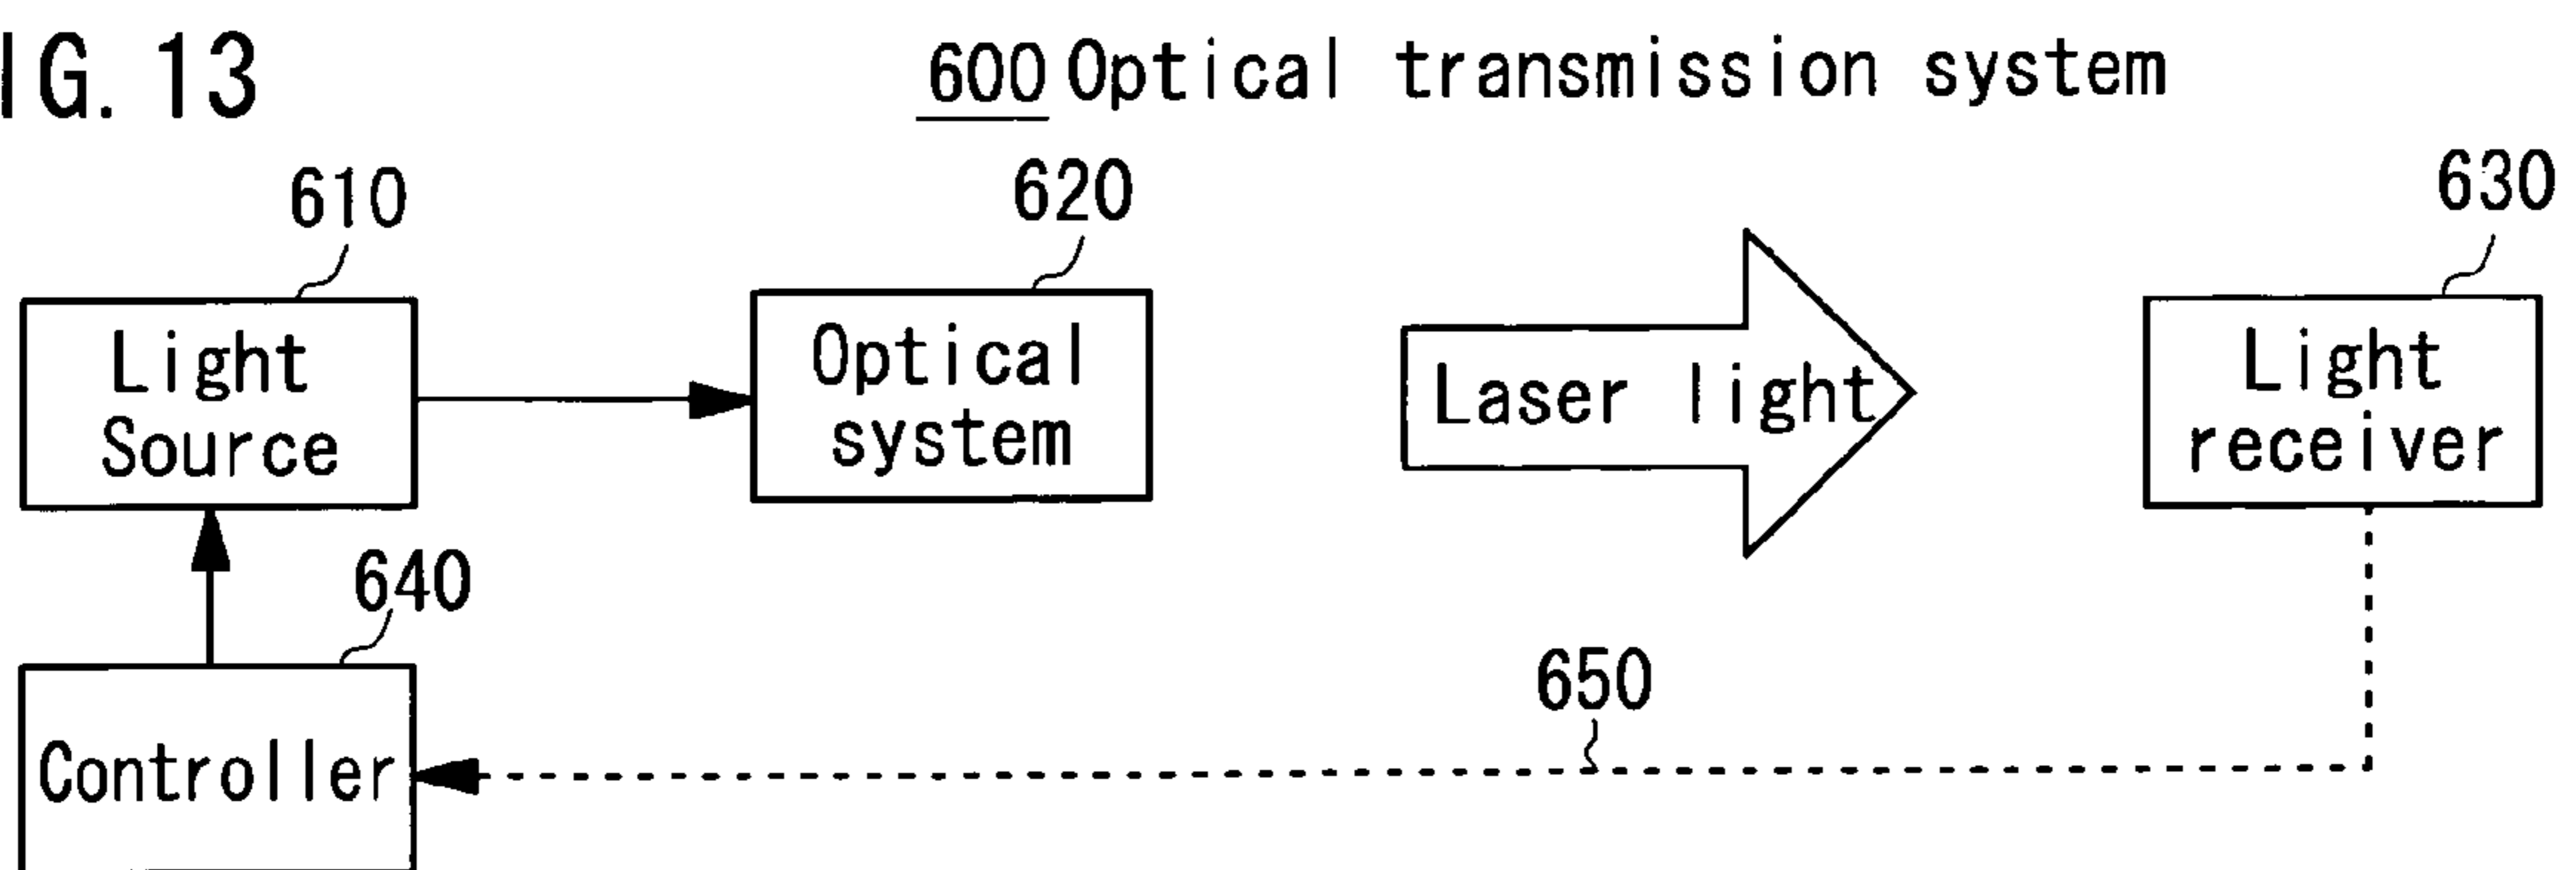 IG. 13
600 Optical transmission system
610
620
630
Light
Source
Optical
system
Laser light
Light
receiver
640
650
Controller